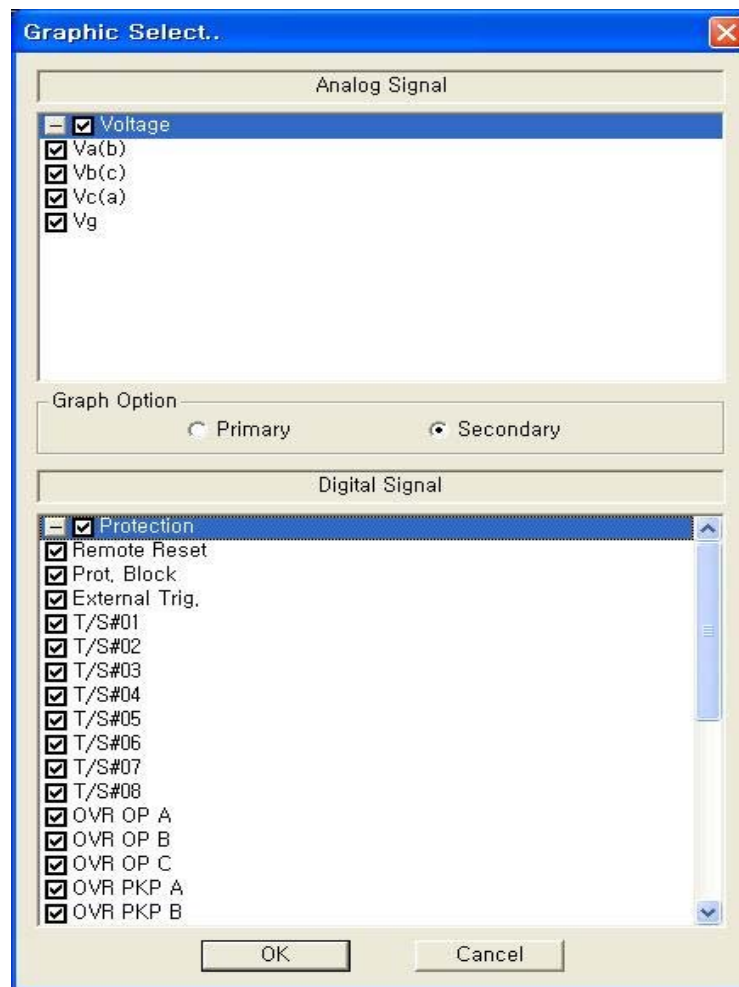 Graphic Select..
Analog Signal
Voltage
Va(b)
Vb(c)
Vc(a)
Vg
Graph Option
Primary Secondary
Digital Signal
Protection
Remote Reset
Prot, Block
External Trig,
T/S#01
T/S#02
T/S#03
T/S#04
T/S#05
T/S#06
T/S#07
T/S#08
OVR OP A
OVR OP B
OVR OP C
OVR PKP A
OVR PKP B
OK Cancel